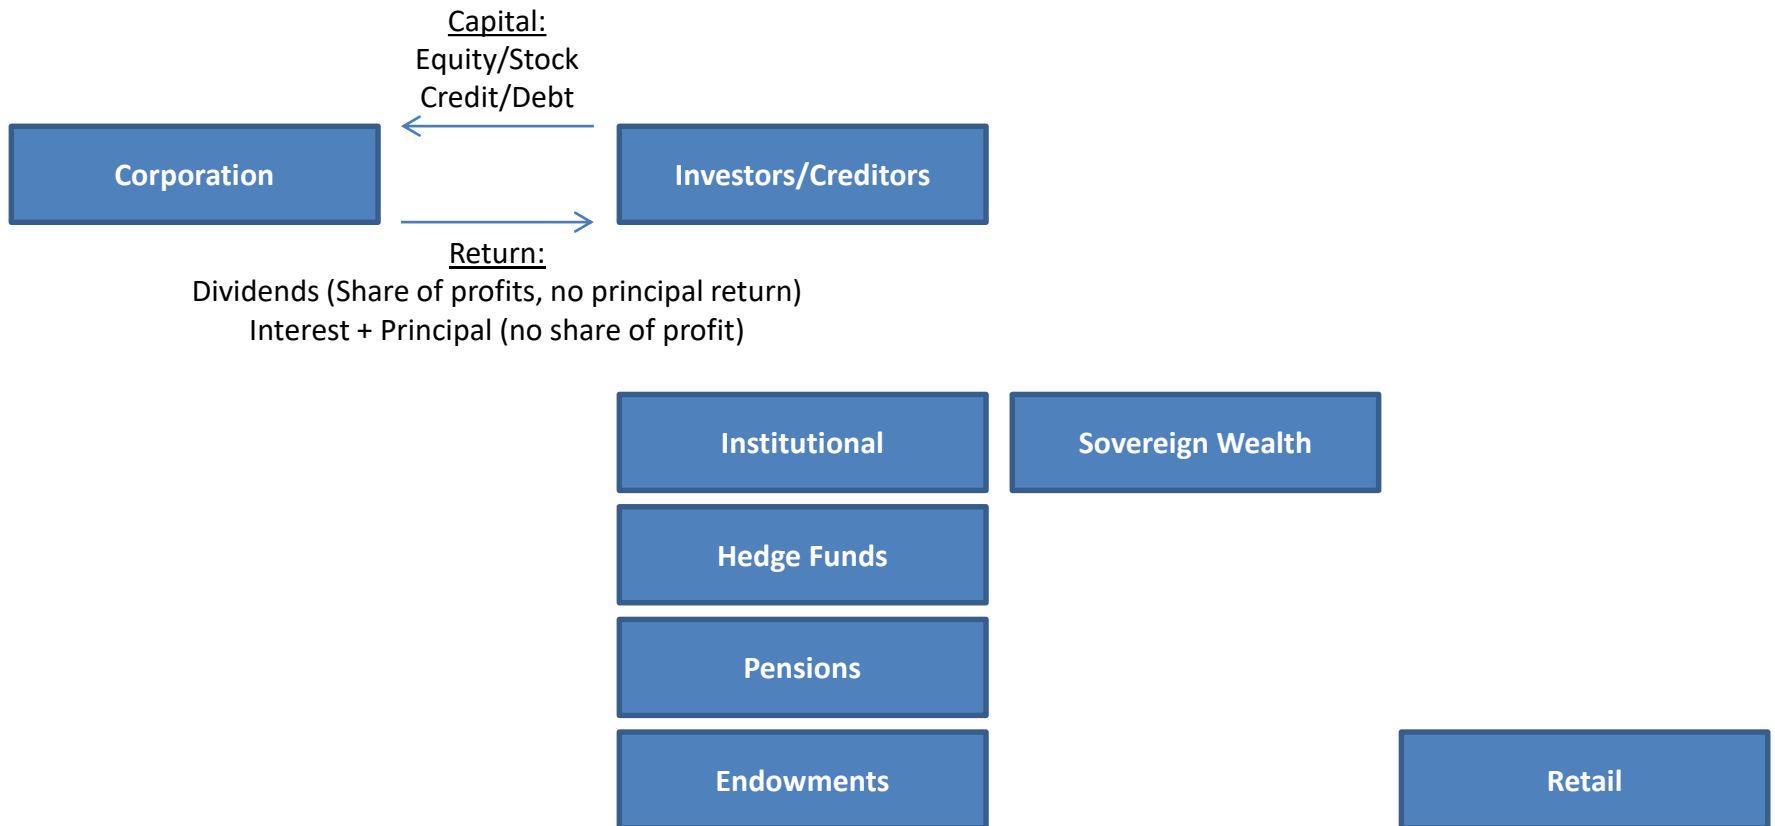 Capital:
Equity/Stock
Credit/Debt
Corporation
Investors/Creditors
Return:
Dividends (Share of profits, no principal return)
Interest + Principal (no share of profit)
Institutional
Sovereign Wealth
Hedge Funds
Pensions
Endowments
Retail